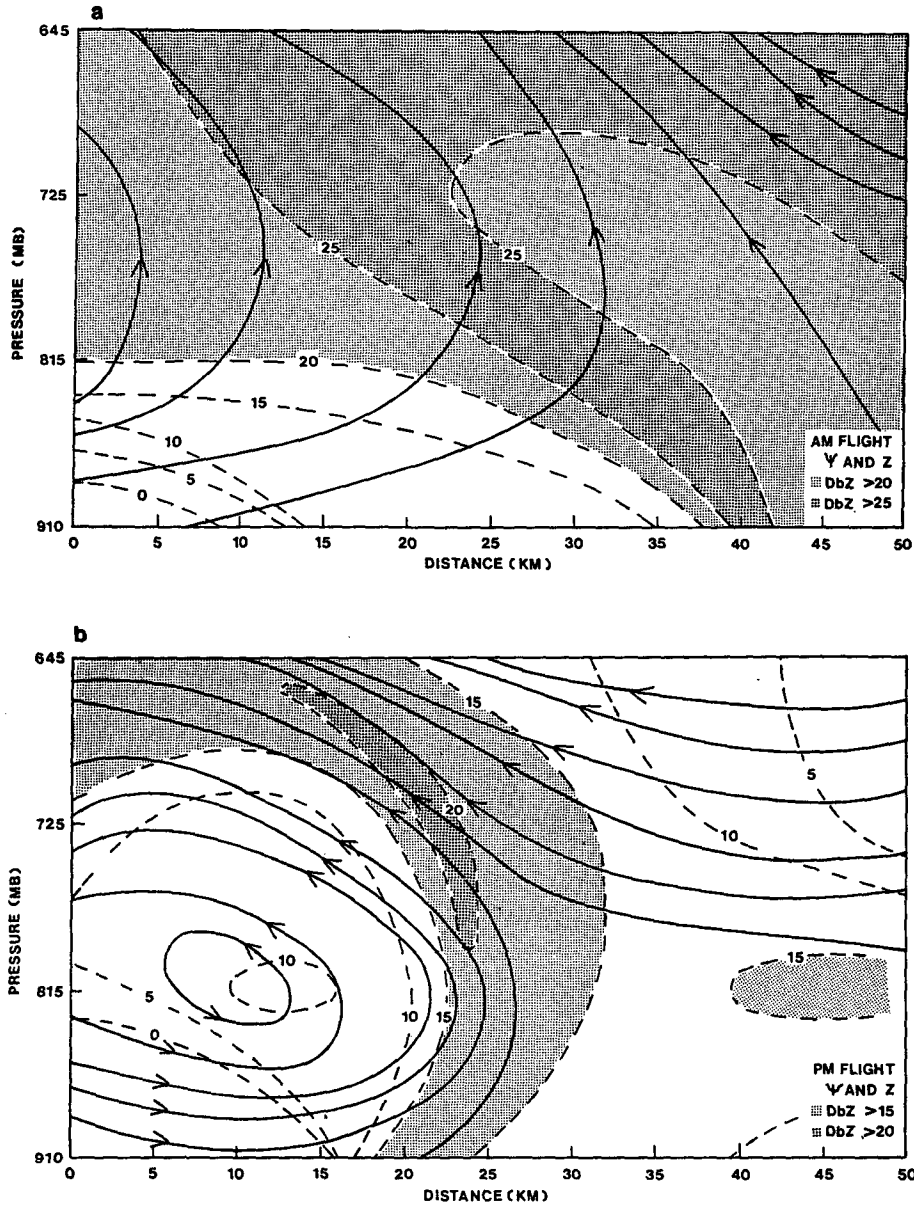 a
645
725
815
910
PRESSURE (MB)
25
25
20
15
10
5
0
AM FLIGHT
Ψ AND Z
DbZ >20
DbZ >25
0 5 10 15 20 25 30 35 40 45 50
DISTANCE (KM)
b
645
725
815
910
PRESSURE (MB)
15
5
20
10
15
10
5
0
10
15
PM FLIGHT
Ψ AND Z
DbZ >15
DbZ >20
0 5 10 15 20 25 30 35 40 45 50
DISTANCE (KM)